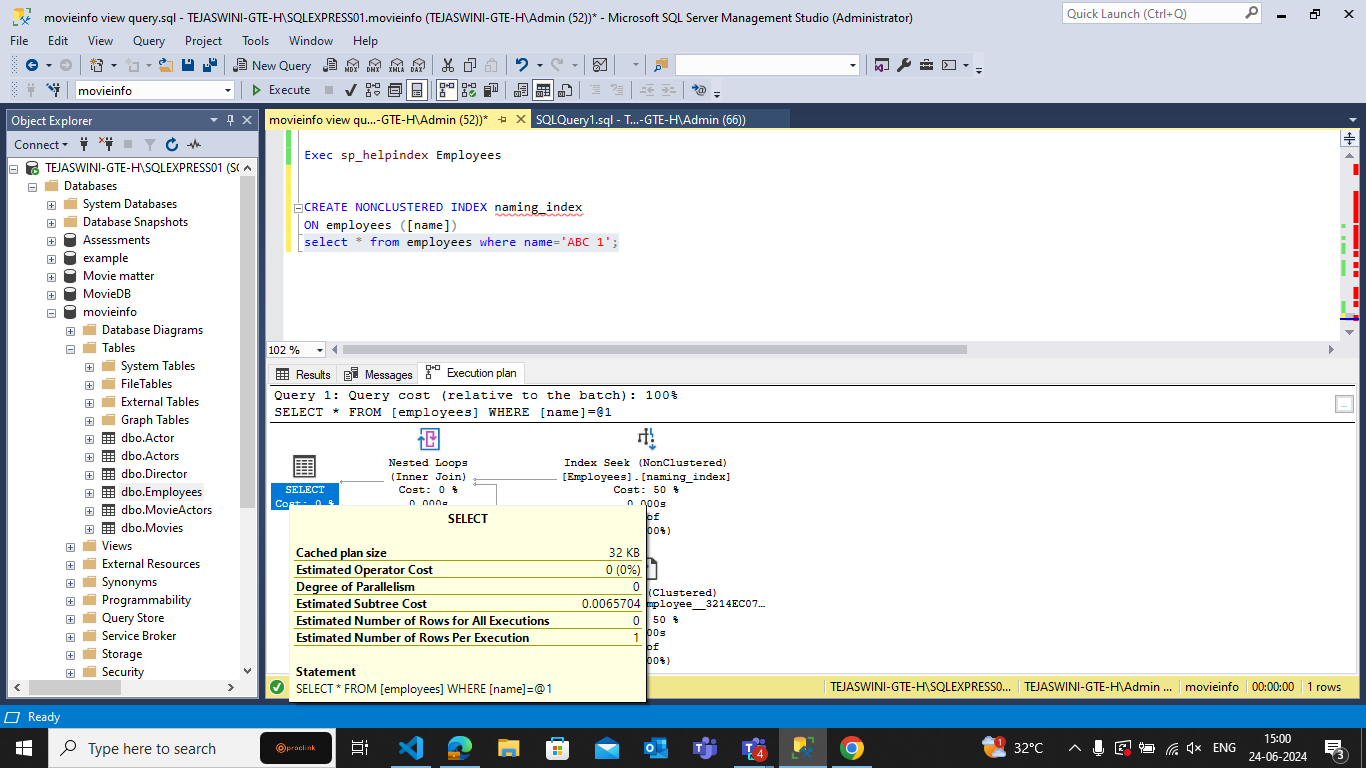 movieinfo view query.sql - TEJASWINI-GTE-H\SQLEXPRESS01.movieinfo (TEJASWINI-GTE-H\Admin (52))* - Microsoft SQL Server Management Studio (Administrator)
Quick Launch (Ctrl+Q)
File Edit View Query Project Tools Window Help
New Query
MDX DMX XMLA DAX
movieinfo
Execute
Object Explorer
movieinfo view qu...-GTE-H\Admin (52))*
SQLQuery1.sql - T...-GTE-H\Admin (66))
Connect
TEJASWINI-GTE-H\SQLEXPRESS01
Databases
System Databases
Database Snapshots
Assessments
example
Movie matter
MovieDB
movieinfo
Database Diagrams
Tables
System Tables
FileTables
External Tables
Graph Tables
dbo.Actor
dbo.Actors
dbo.Director
dbo.Employees
dbo.MovieActors
dbo.Movies
Views
External Resources
Synonyms
Programmability
Query Store
Service Broker
Storage
Security
Exec sp_helpindex Employees
CREATE NONCLUSTERED INDEX naming_index
ON employees ([name])
select * from employees where name='ABC 1';
102 %
Results Messages Execution plan
Query 1: Query cost (relative to the batch): 100%
SELECT * FROM [employees] WHERE [name]=@1
SELECT
Cost: 0 %
Nested Loops
(Inner Join)
Cost: 0 %
0.000s
Index Seek (NonClustered)
[Employees].[naming_index]
Cost: 50 %
0.000s
of
00%)
(Clustered)
mployee__3214EC07…
50 %
00s
of
00%)
SELECT
Cached plan size 32 KB
Estimated Operator Cost 0 (0%)
Degree of Parallelism 0
Estimated Subtree Cost 0.0065704
Estimated Number of Rows for All Executions 0
Estimated Number of Rows Per Execution 1
Statement
SELECT * FROM [employees] WHERE [name]=@1
TEJASWINI-GTE-H\SQLEXPRESS0... TEJASWINI-GTE-H\Admin ... movieinfo 00:00:00 1 rows
Ready
Type here to search
proclink
4
1
32°C
ENG
15:00
24-06-2024
3